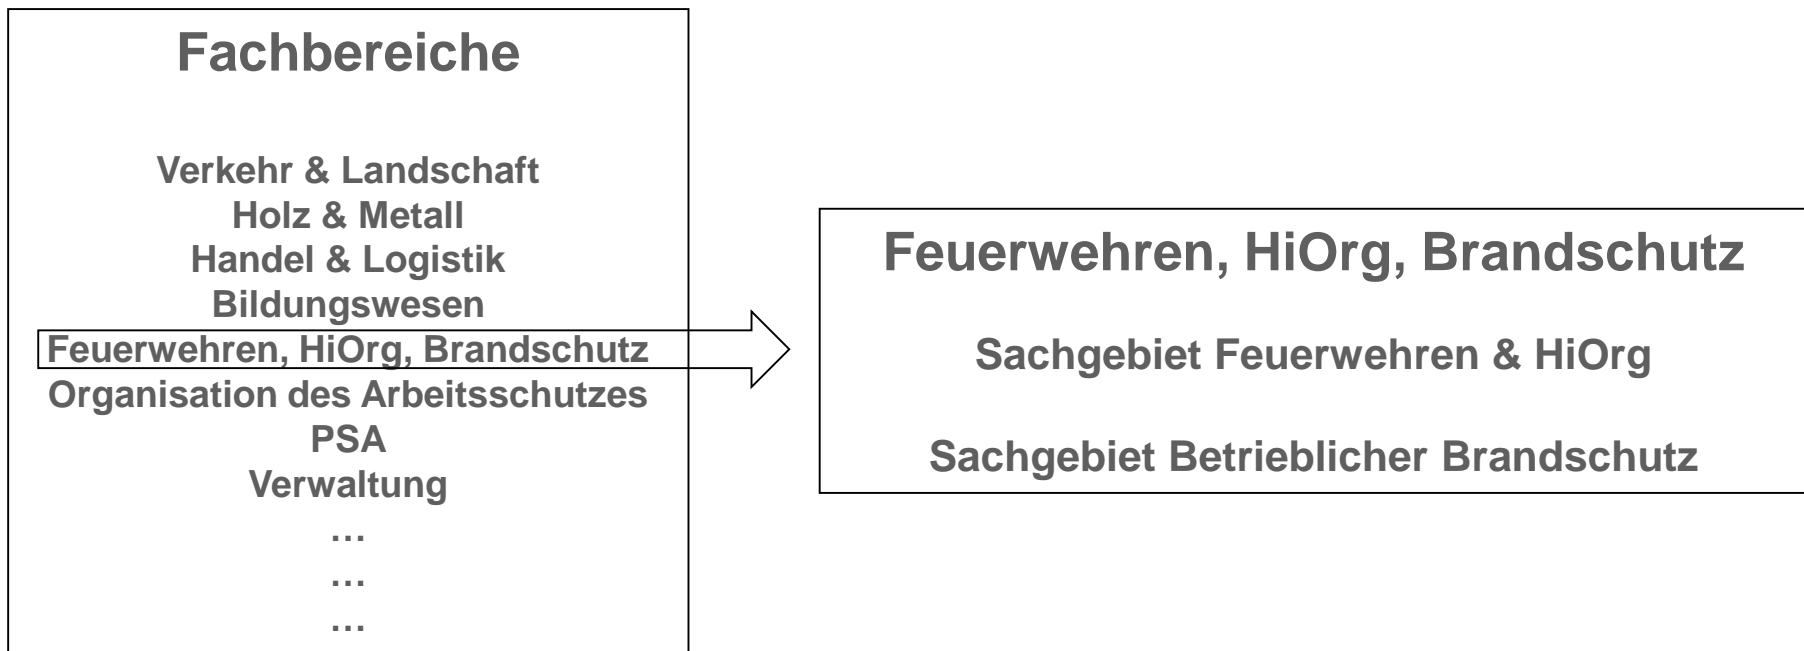 Fachbereiche
Verkehr & Landschaft
Holz & Metall
Handel & Logistik
Bildungswesen
Feuerwehren, HiOrg, Brandschutz
Organisation des Arbeitsschutzes
PSA
Verwaltung
…
…
…
Feuerwehren, HiOrg, Brandschutz
Sachgebiet Feuerwehren & HiOrg
Sachgebiet Betrieblicher Brandschutz